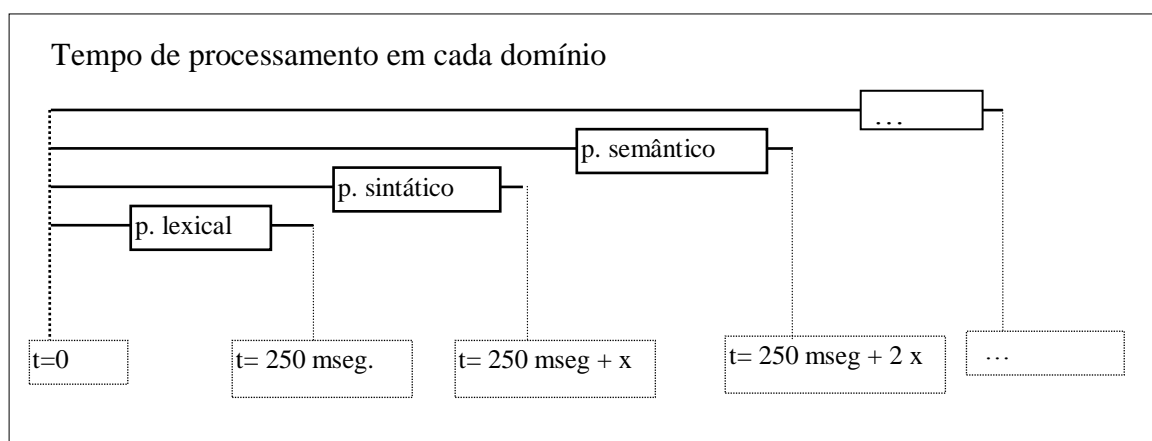 Tempo de processamento em cada domínio
...
p. semântico
p. sintático
p. lexical
t=0
t= 250 mseg.
t= 250 mseg + x
t= 250 mseg + 2 x
...